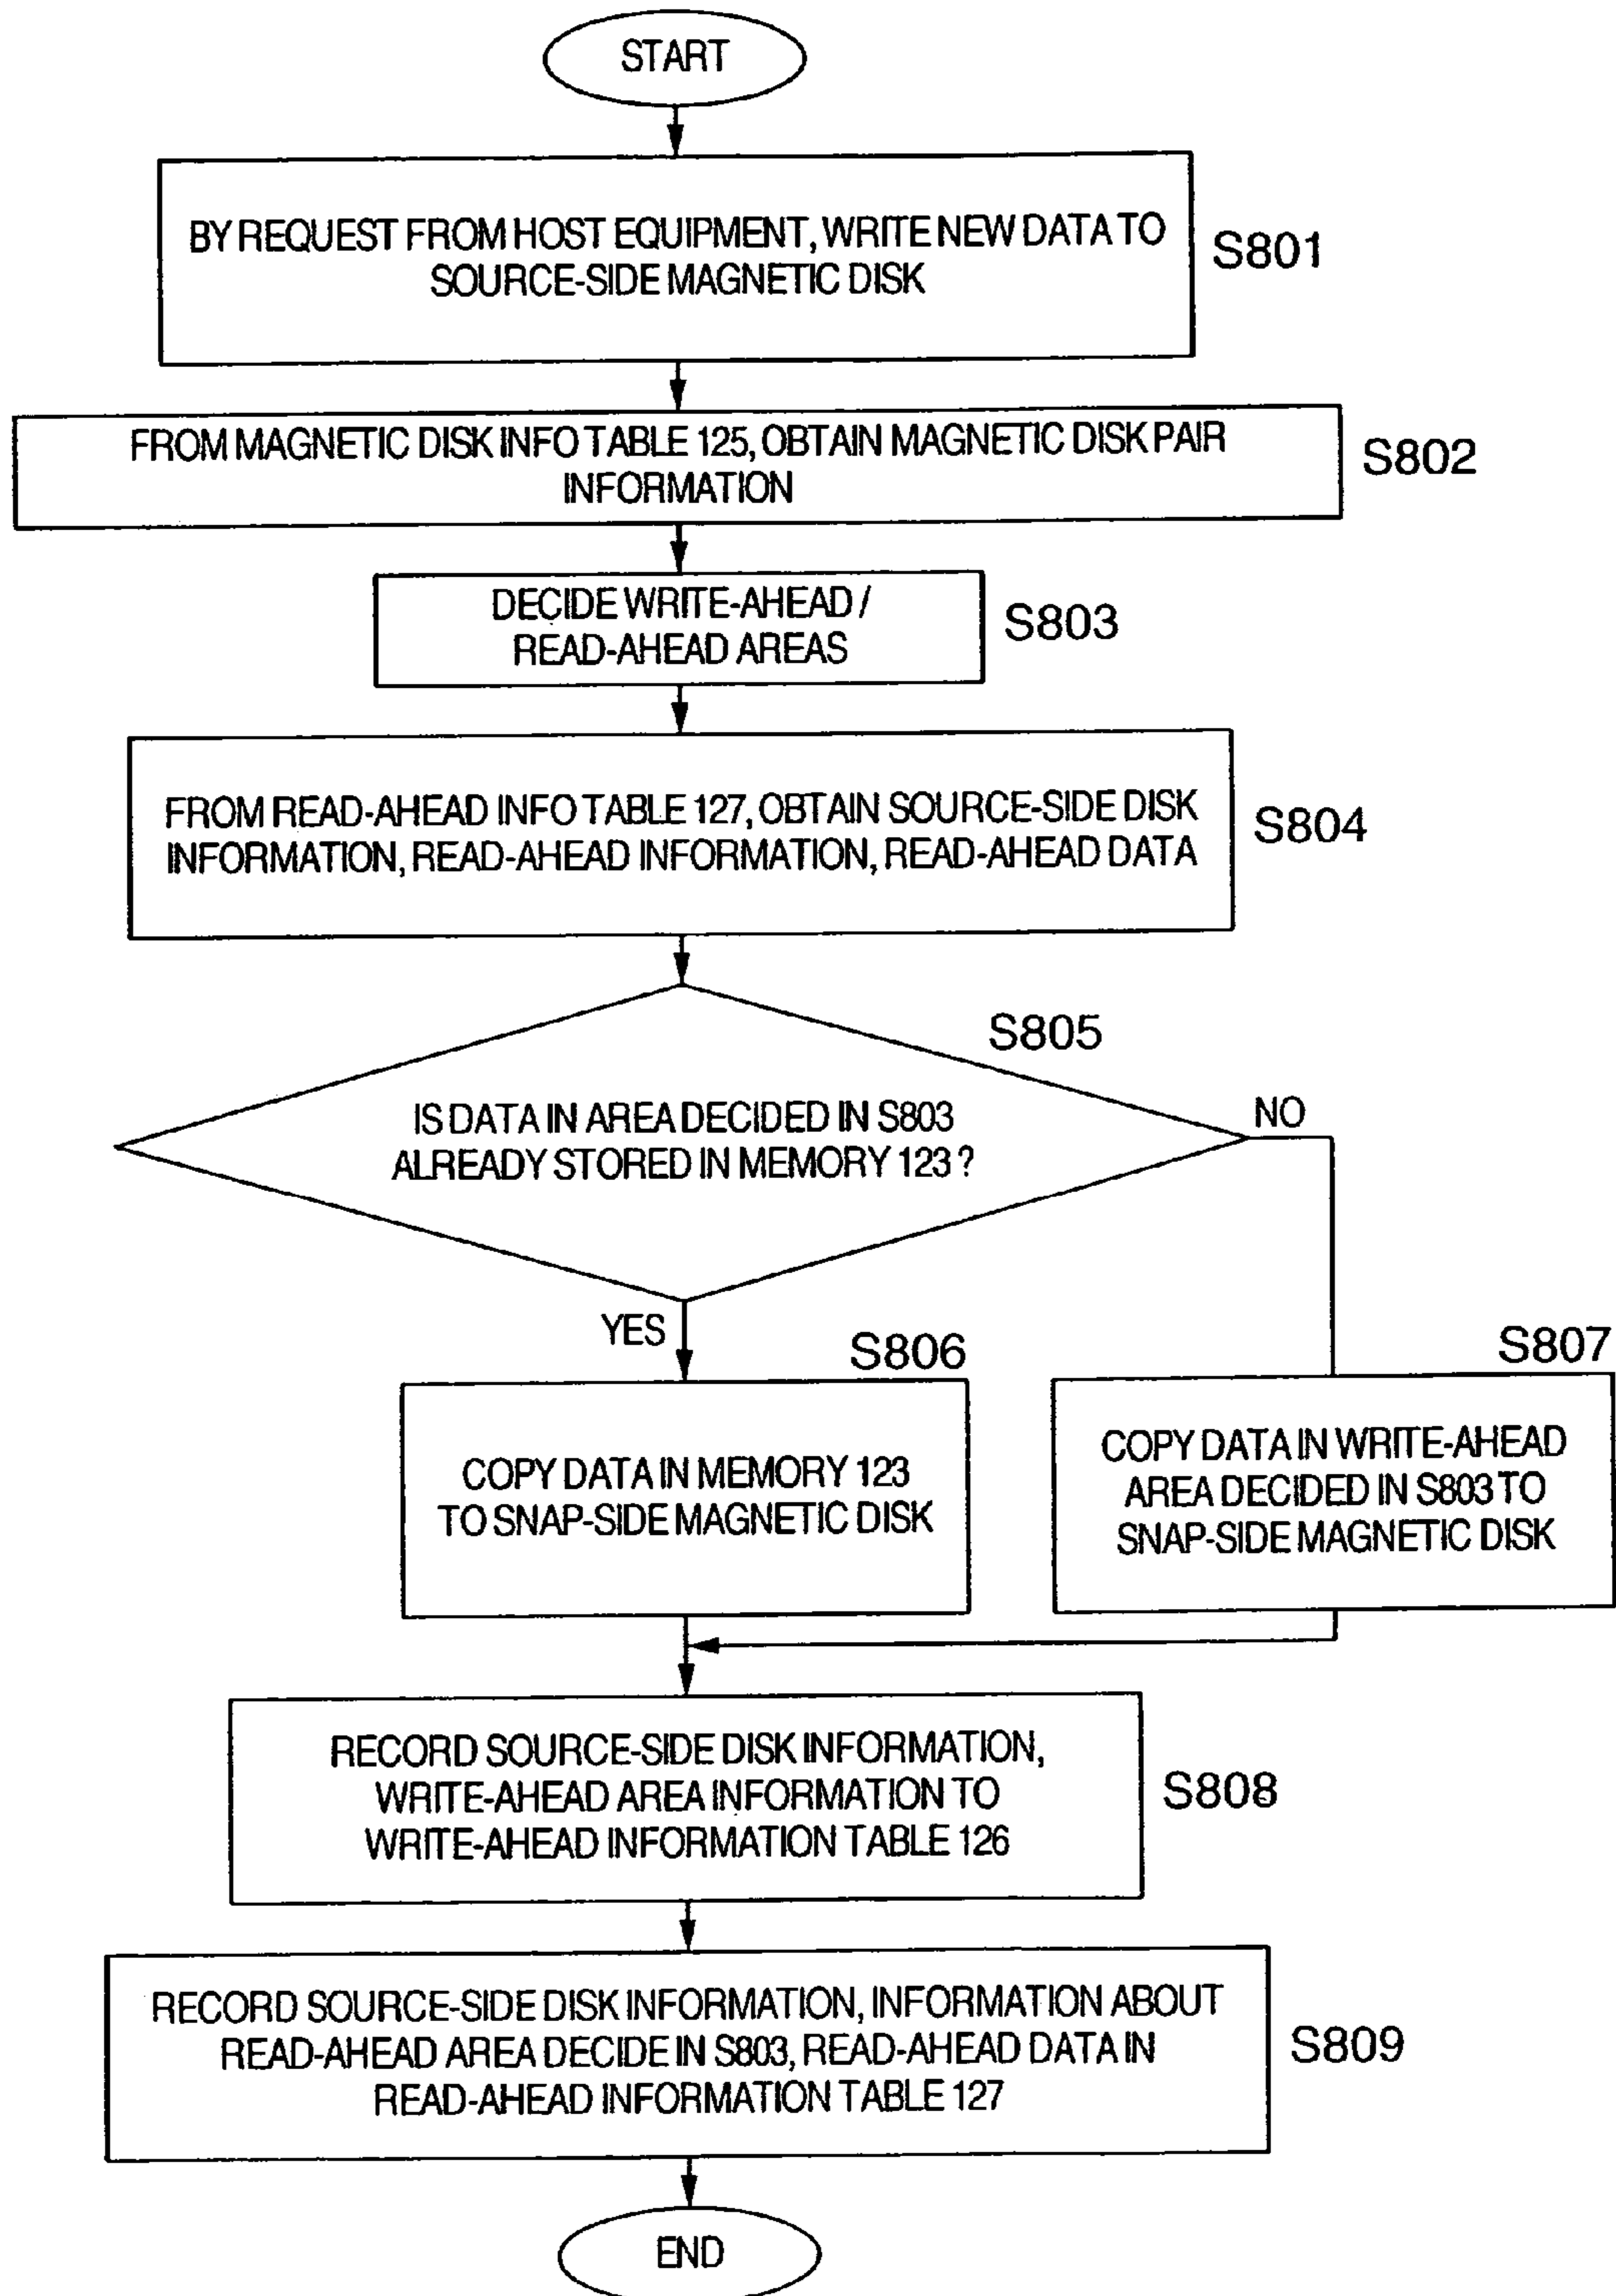 START
BY REQUEST FROM HOST EQUIPMENT, WRITE NEW DATA TO
SOURCE-SIDE MAGNETIC DISK
S801
FROM MAGNETIC DISK INFO TABLE 125, OBTAIN MAGNETIC DISK PAIR
INFORMATION
S802
DECIDE WRITE-AHEAD /
READ-AHEAD AREAS
S803
FROM READ-AHEAD INFO TABLE 127, OBTAIN SOURCE-SIDE DISK
INFORMATION, READ-AHEAD INFORMATION, READ-AHEAD DATA
S804
S805
IS DATA IN AREA DECIDED IN S803
ALREADY STORED IN MEMORY 123 ?
NO
YES
S806
COPY DATA IN MEMORY 123
TO SNAP-SIDE MAGNETIC DISK
S807
COPY DATA IN WRITE-AHEAD
AREA DECIDED IN S803 TO
SNAP-SIDE MAGNETIC DISK
RECORD SOURCE-SIDE DISK INFORMATION,
WRITE-AHEAD AREA INFORMATION TO
WRITE-AHEAD INFORMATION TABLE 126
S808
RECORD SOURCE-SIDE DISK INFORMATION, INFORMATION ABOUT
READ-AHEAD AREA DECIDE IN S803, READ-AHEAD DATA IN
READ-AHEAD INFORMATION TABLE 127
S809
END